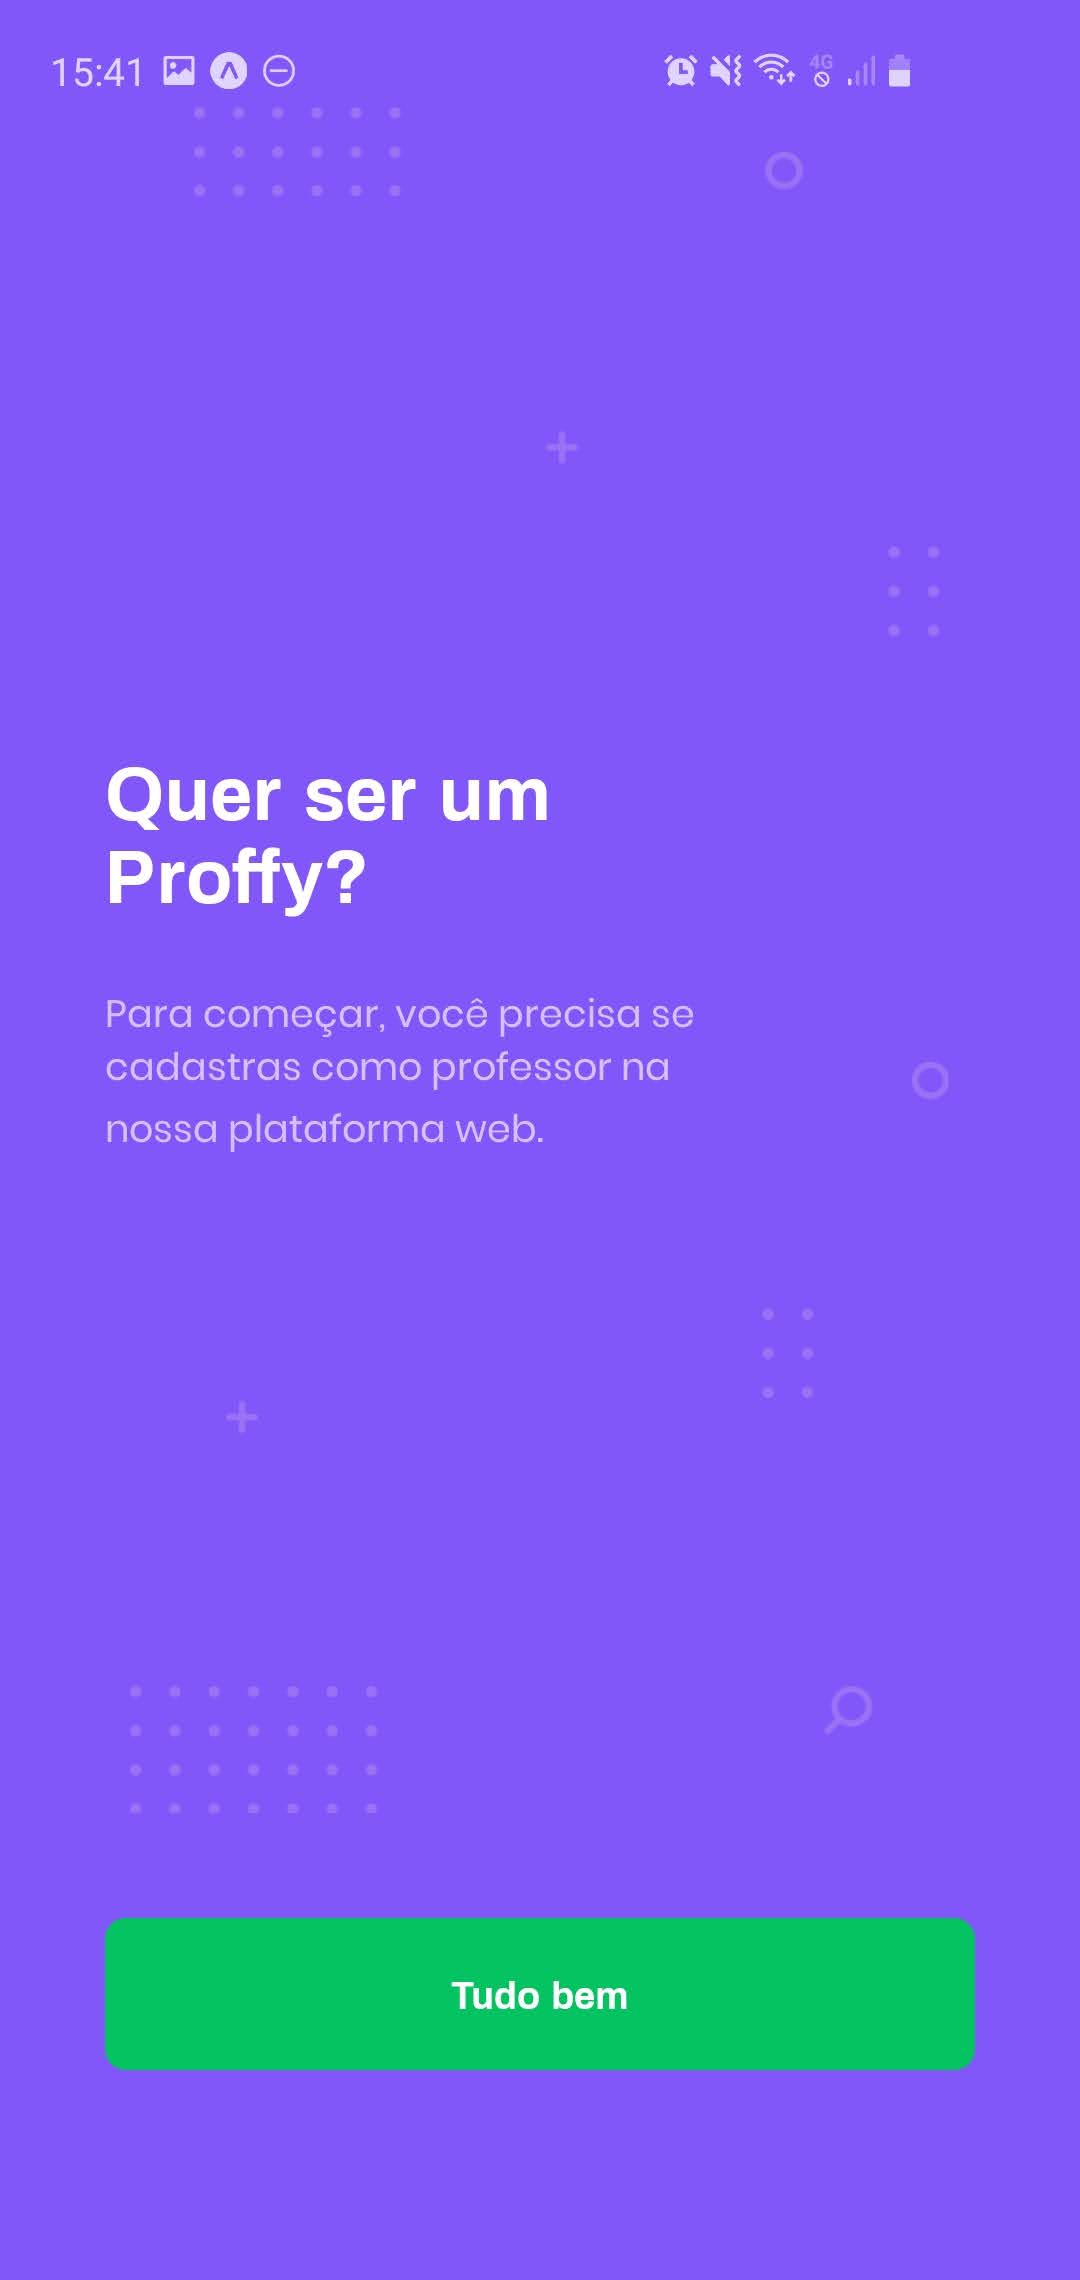 15:41
4G
Quer ser um
Proffy?
Para começar, você precisa se
cadastras como professor na
nossa plataforma web.
Tudo bem